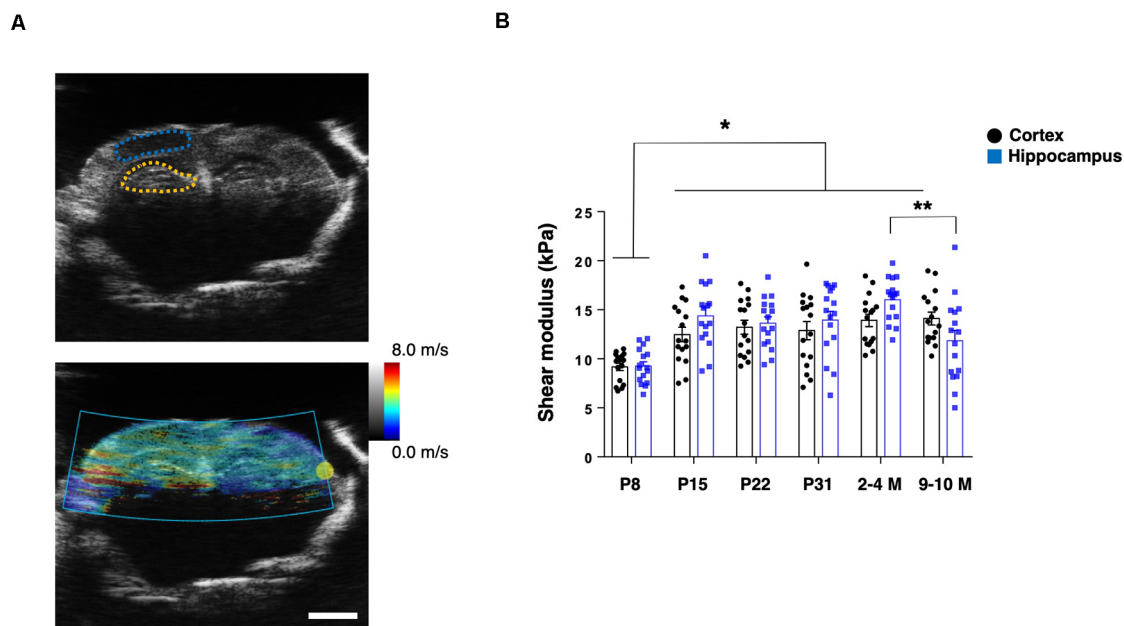 A
B
8.0 m/s
0.0 m/s
*
**
Cortex
Hippocampus
Shear modulus (kPa)
25
20
15
10
5
0
P8 P15 P22 P31 2-4 M 9-10 M